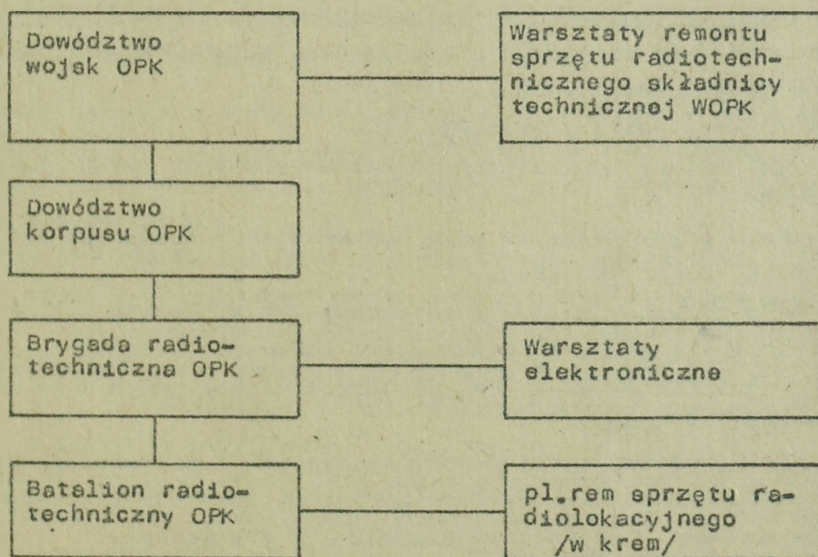 Dowództwo
wojsk OPK
Warsztaty remontu
sprzętu radiotech-
nicznego składnicy
technicznej WOPK
Dowództwo
korpusu OPK
Brygada radio-
techniczna OPK
Warsztaty
elektroniczne
Batalion radio-
techniczny OPK
pl.rem sprzętu ra-
diolokacyjnego
/w krem/